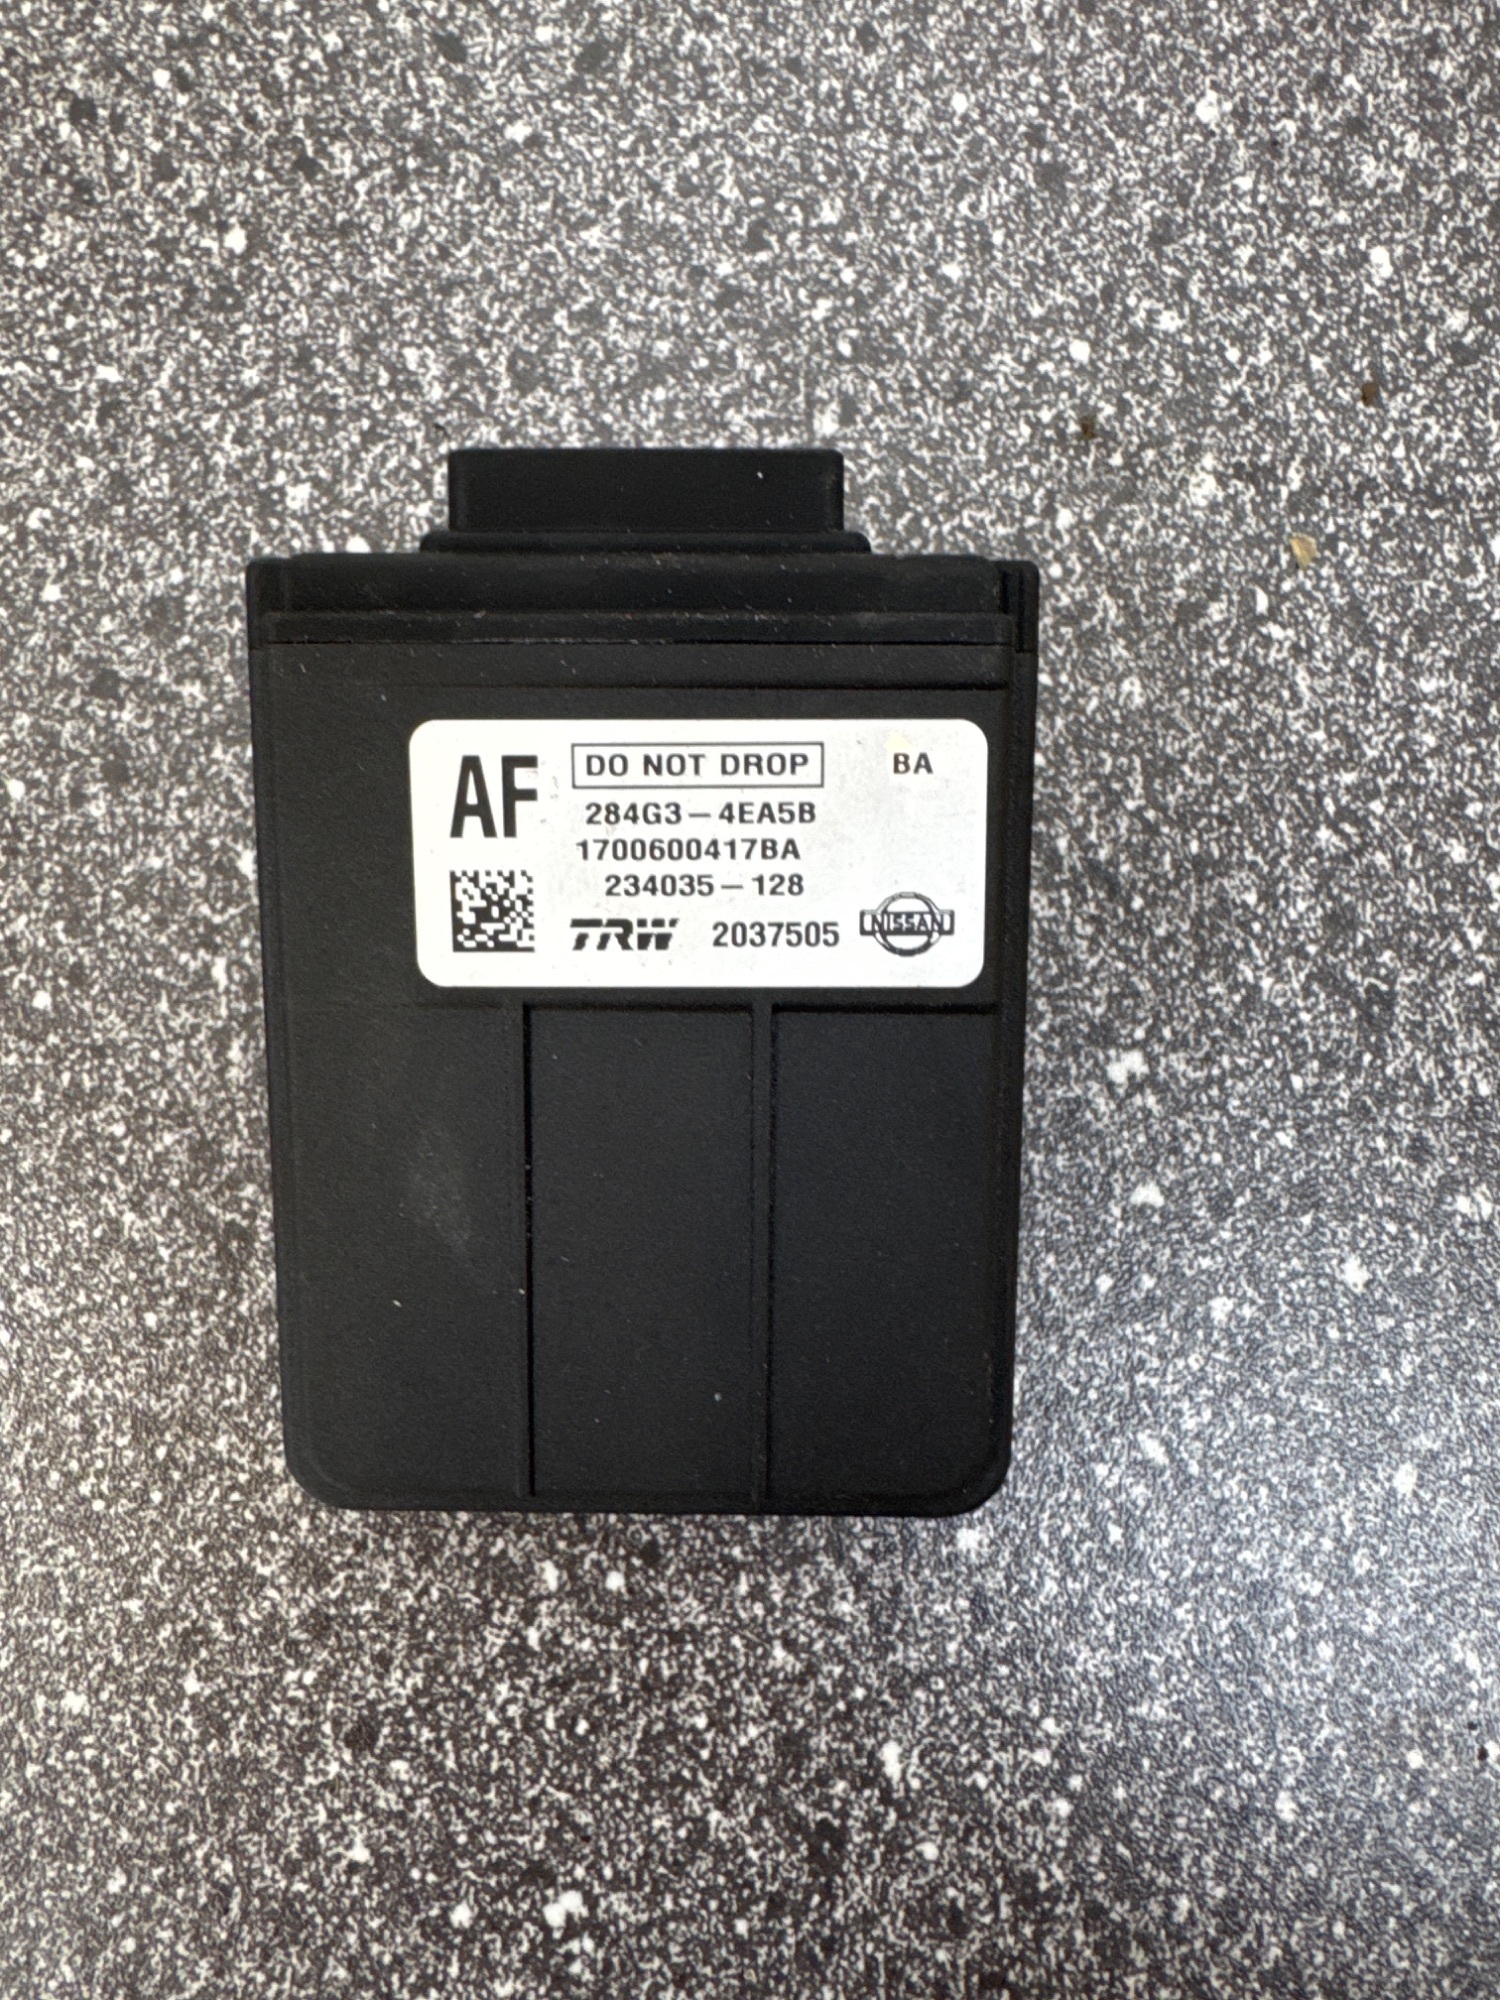 AF
DO NOT DROP
BA
284G3-4EA5B
1700600417BA
234035-128
TRW 2037505 NISSAN